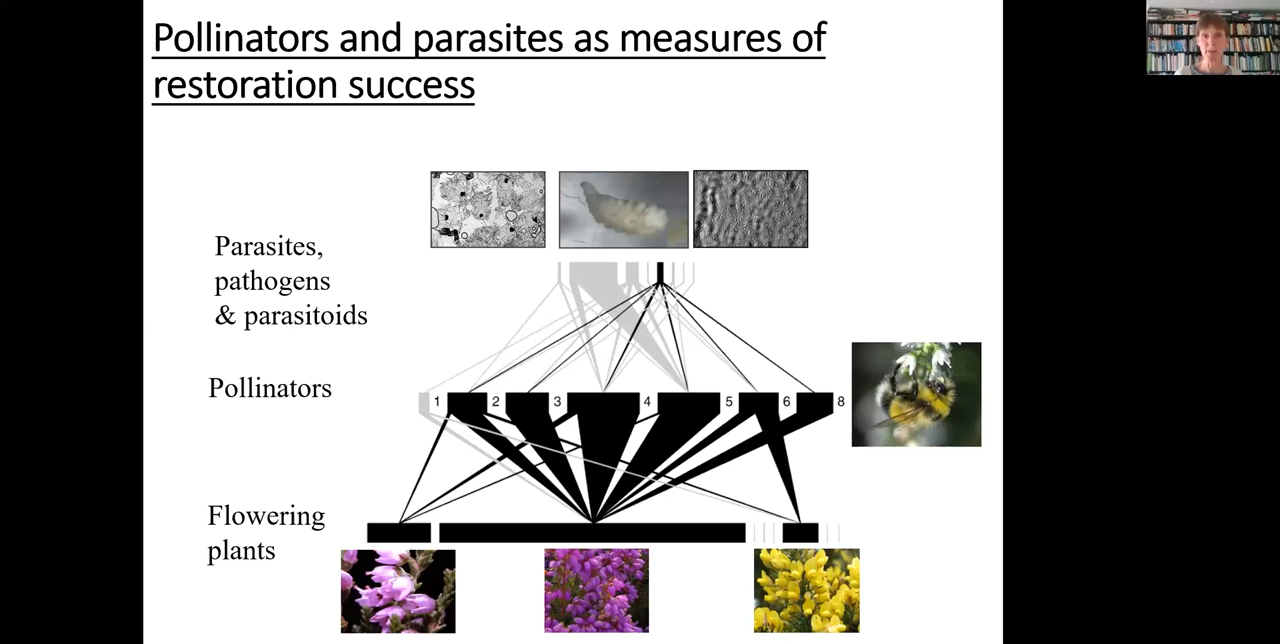 Pollinators and parasites as measures of
restoration success
Parasites,
pathogens
& parasitoids
Pollinators
1 2 3 4 5 6 8
Flowering
plants